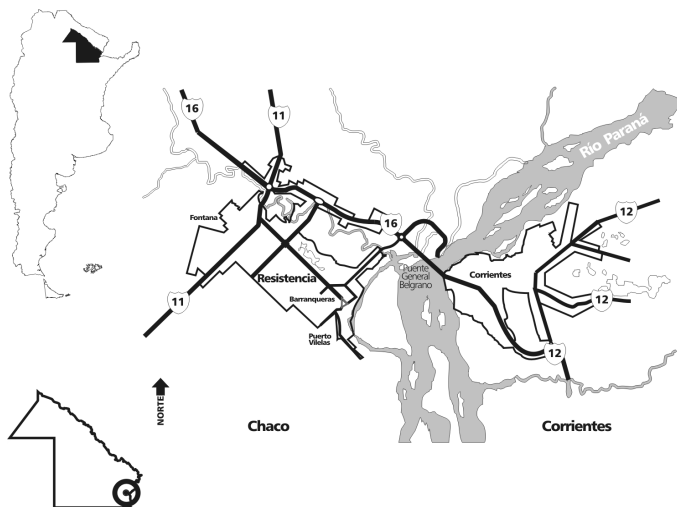 16
11
Río Paraná
12
Fontana
16
Puente
General
Belgrano
Corrientes
Resistencia
Barranqueras
11
12
Puerto
Vilelas
12
NORTE
Chaco
Corrientes